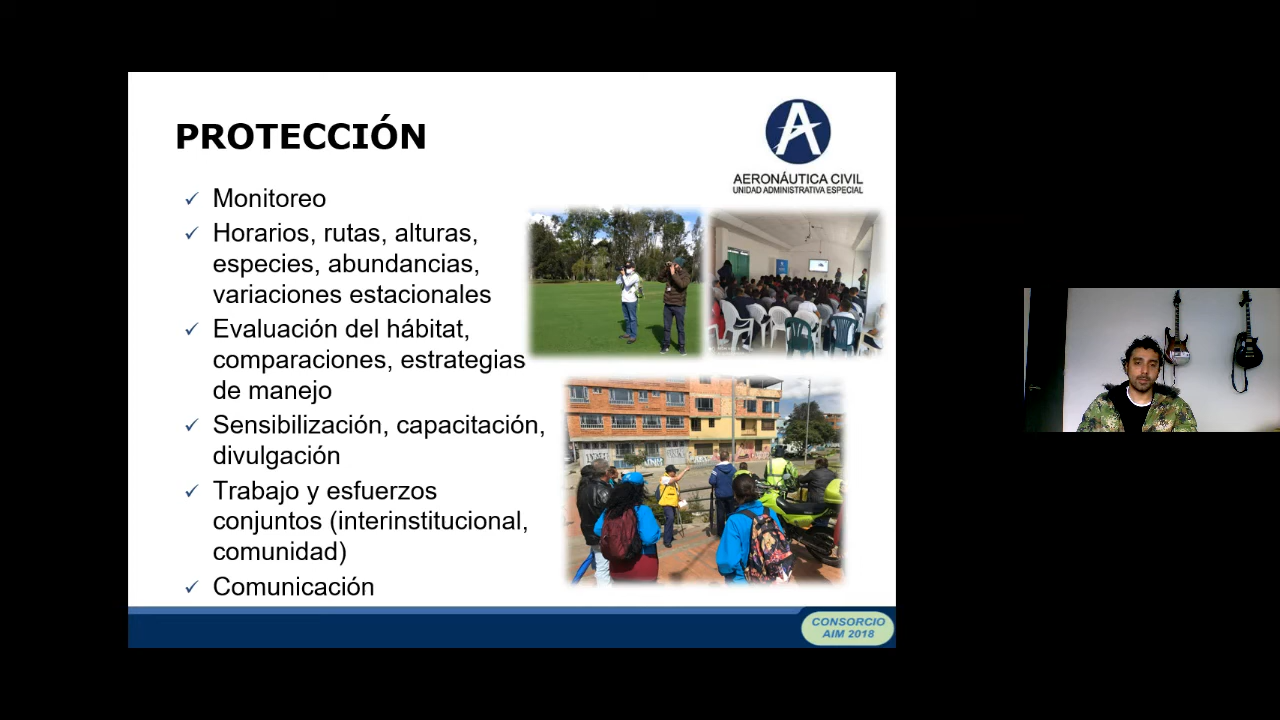 PROTECCIÓN
AERONÁUTICA CIVIL
UNIDAD ADMINISTRATIVA ESPECIAL
✓ Monitoreo
✓ Horarios, rutas, alturas,
especies, abundancias,
variaciones estacionales
✓ Evaluación del hábitat,
comparaciones, estrategias
de manejo
✓ Sensibilización, capacitación,
divulgación
✓ Trabajo y esfuerzos
conjuntos (interinstitucional,
comunidad)
✓ Comunicación
CONSORCIO
AIM 2018